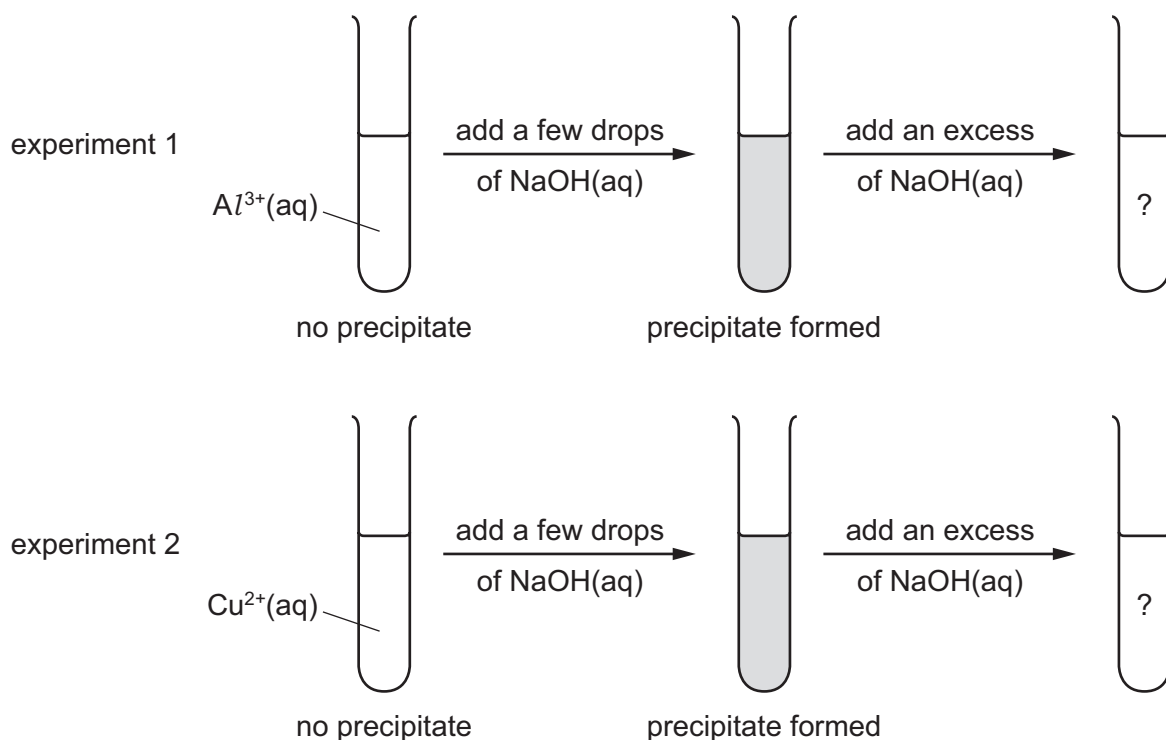 experiment 1
add a few drops
of NaOH(aq)
add an excess
of NaOH(aq)
Al³⁺(aq)
?
no precipitate
precipitate formed
experiment 2
add a few drops
of NaOH(aq)
add an excess
of NaOH(aq)
Cu²⁺(aq)
?
no precipitate
precipitate formed